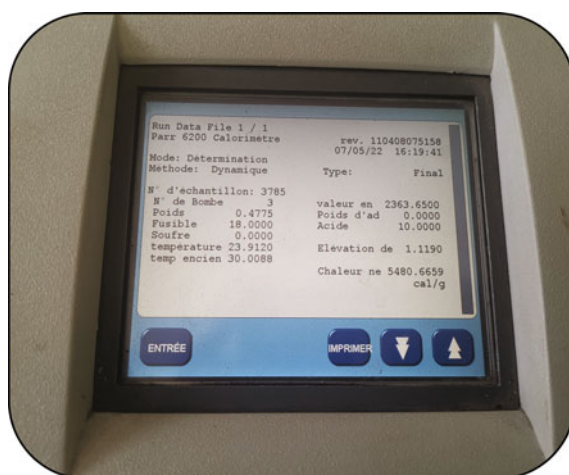 Run Data File 1 / 1
Parr 6200 Calorimetre rev. 110408075158
07/05/22 16:19:41
Mode: Determination
Methode: Dynamique Type: Final
N° d'échantillon: 3785
N° de Bombe 3 valeur en 2363.6500
Poids 0.4775 Poids d'ad 0.0000
Fusible 18.0000 Acide 10.0000
Soufre 0.0000
temperature 23.9120 Elevation de 1.1190
temp encien 30.0088
Chaleur ne 5480.6659
cal/g
ENTRÉE IMPRIMER